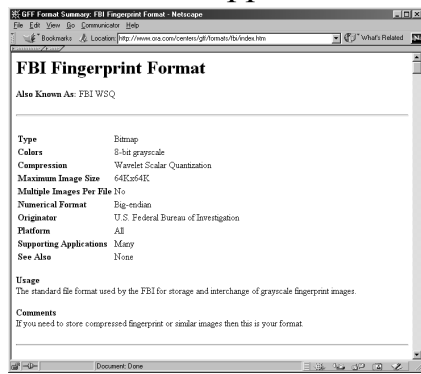 GFF Format Summary: FBI Fingerprint Format - Netscape
File Edit View Go Communicator Help
Bookmarks Location: http://www.ora.com/centers/gff/formats/fbi/index.htm What's Related
FBI Fingerprint Format
Also Known As: FBI WSQ
Type Bitmap
Colors 8-bit grayscale
Compression Wavelet Scalar Quantization
Maximum Image Size 64Kx64K
Multiple Images Per File No
Numerical Format Big-endian
Originator U.S. Federal Bureau of Investigation
Platform All
Supporting Applications Many
See Also None
Usage
The standard file format used by the FBI for storage and interchange of grayscale fingerprint images.
Comments
If you need to store compressed fingerprint or similar images then this is your format.
Document: Done